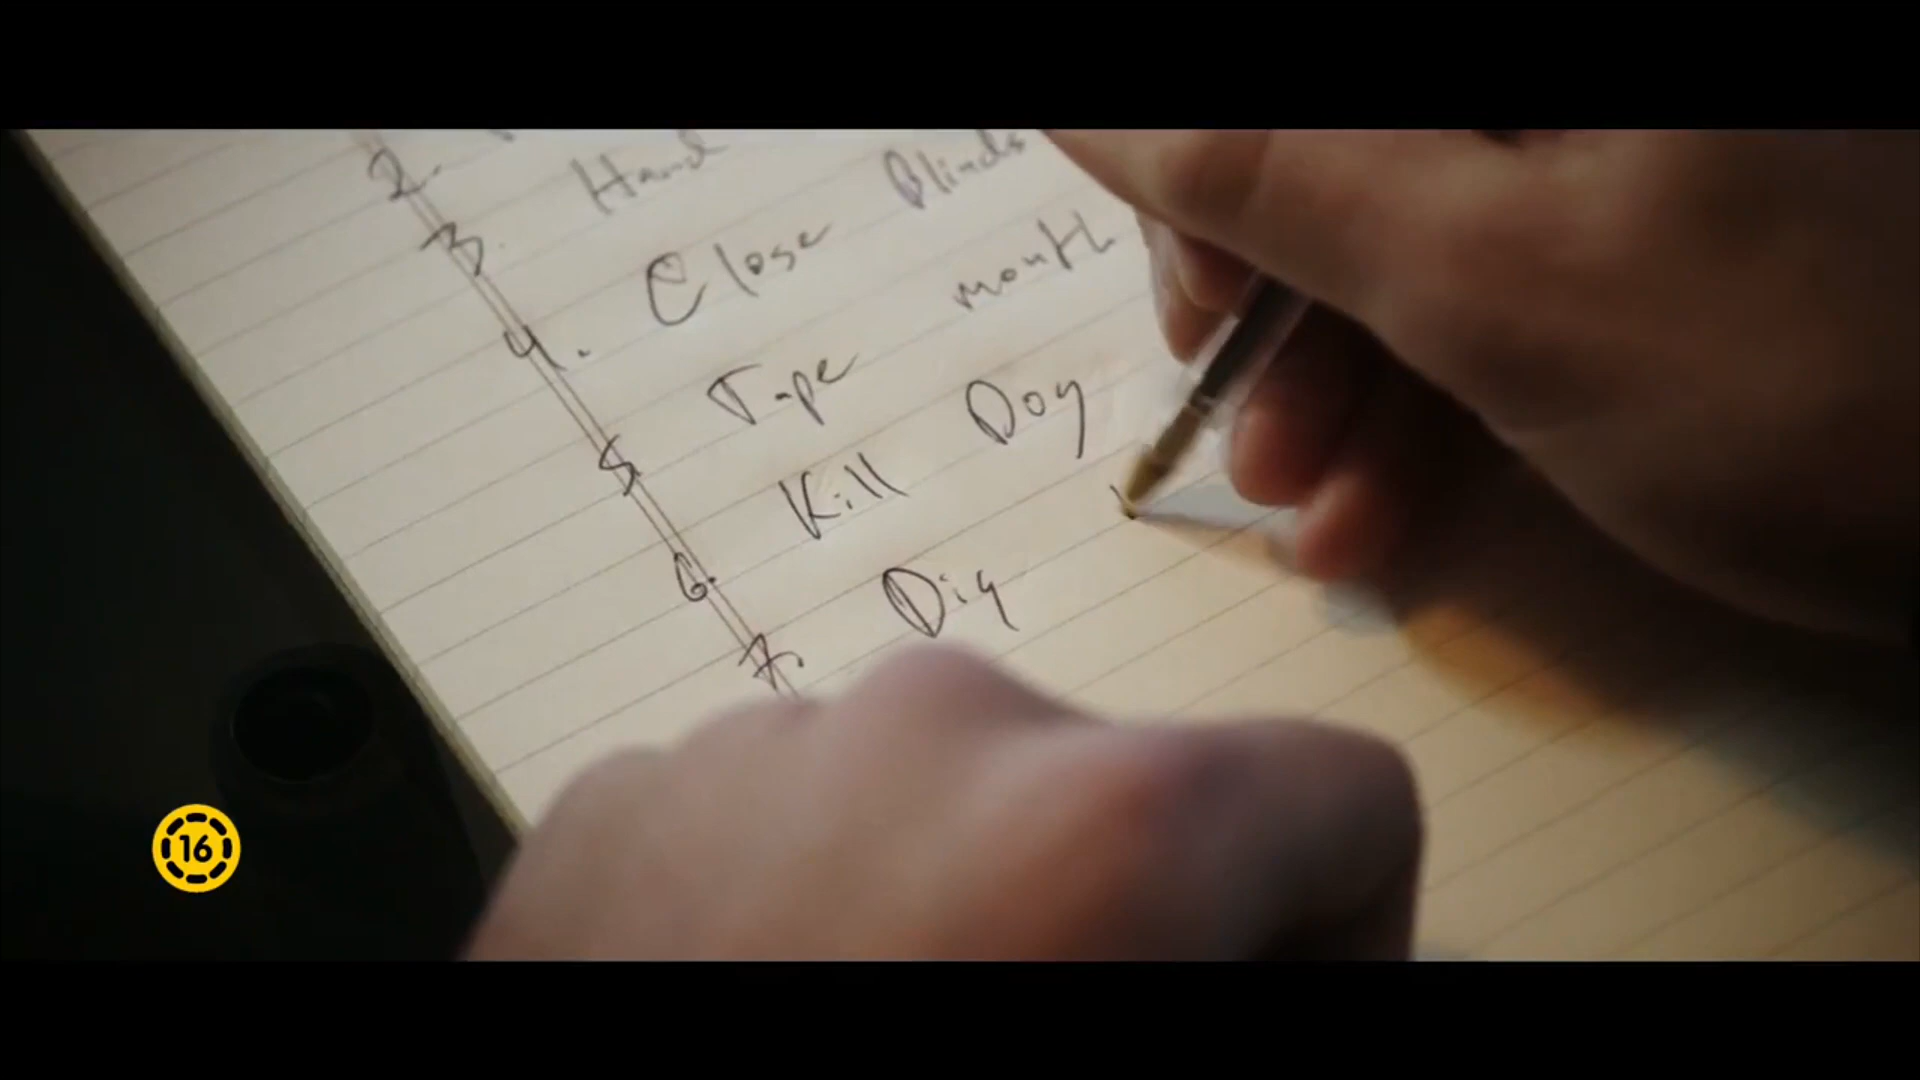 2.
3. Hand
4. Close Blinds
5 Tape mouth
6. Kill Dog
7. Dig
16